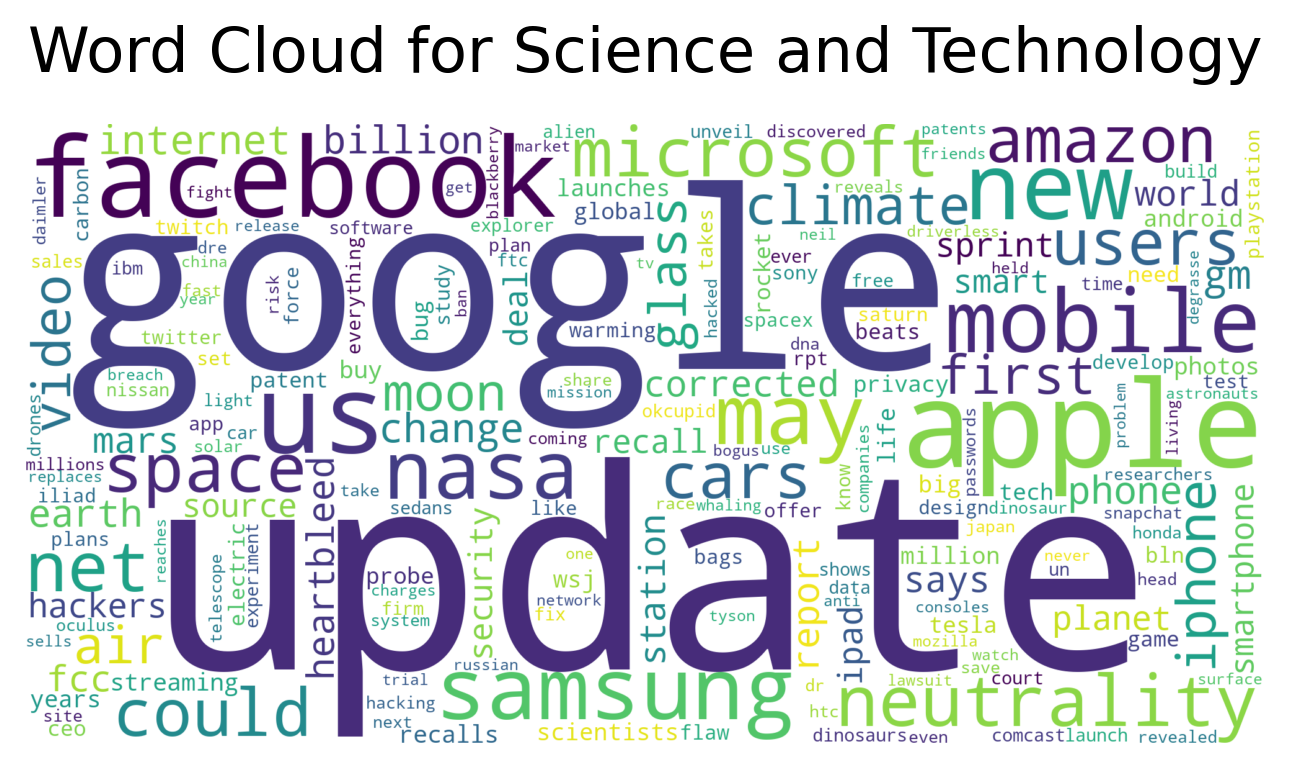 Word Cloud for Science and Technology
internet billion alien unveil discovered patents amazon
facebook blackberry market microsoft friends playstation
daimler carbon fight get launches reveals new world build
twitch release software explorer global glass takes climate android
sales ibm dre china everything plan ftc tv rocket ever neil driverless sprint users
google
video fast year risk force bug study ban deal warming hacked spacex sony free held smart time need degrasse gm
twitter set saturn beats dna rpt mobile
breach nissan patent buy share mission corrected privacy first develop photos
drones light app car solar us moon change okcupid may life apple test astronauts
mars coming recall bogus use companies problem living
millions replaces space nasa cars know big passwords researchers
iliad earth source heartbleed take sedans like race whaling offer design dinosaur tech phone snapchat
plans reaches electric experiment security one station bags report japan million never honda bln iphone smartphone
net telescope update probe charges wsj shows data says un head
hackers firm system network fix tyson anti consoles tesla planet
oculus sells air mozilla game
fcc streaming russian trial ipad watch save court surface
years site ceo could hacking samsung dr lawsuit neutrality
next recalls scientists flaw htc dinosaurs even comcast launch revealed